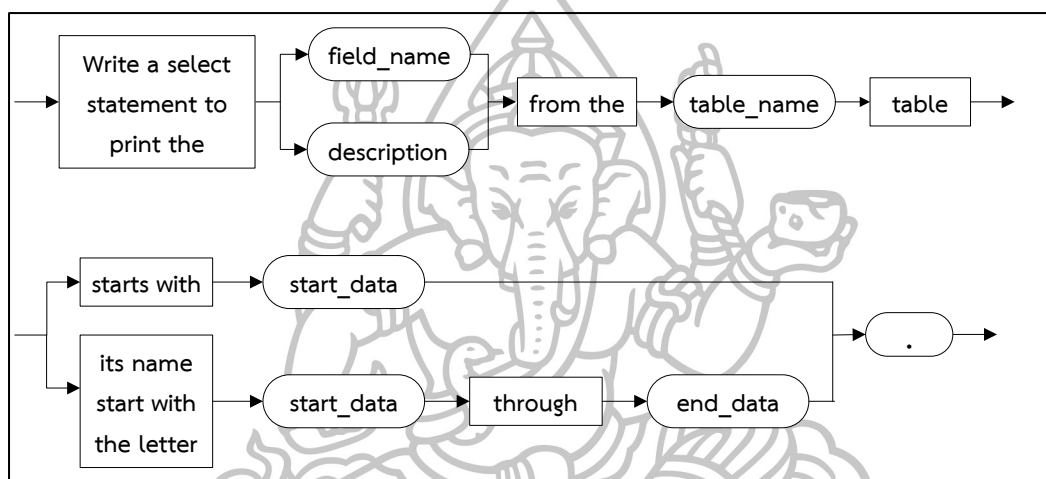 Write a select
statement to
print the
field_name
description
from the
table_name
table
starts with
start_data
its name
start with
the letter
start_data
through
end_data
.